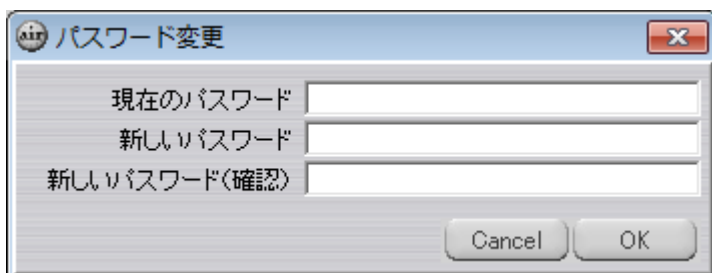 air パスワード変更
現在のパスワード
新しいパスワード
新しいパスワード(確認)
Cancel OK